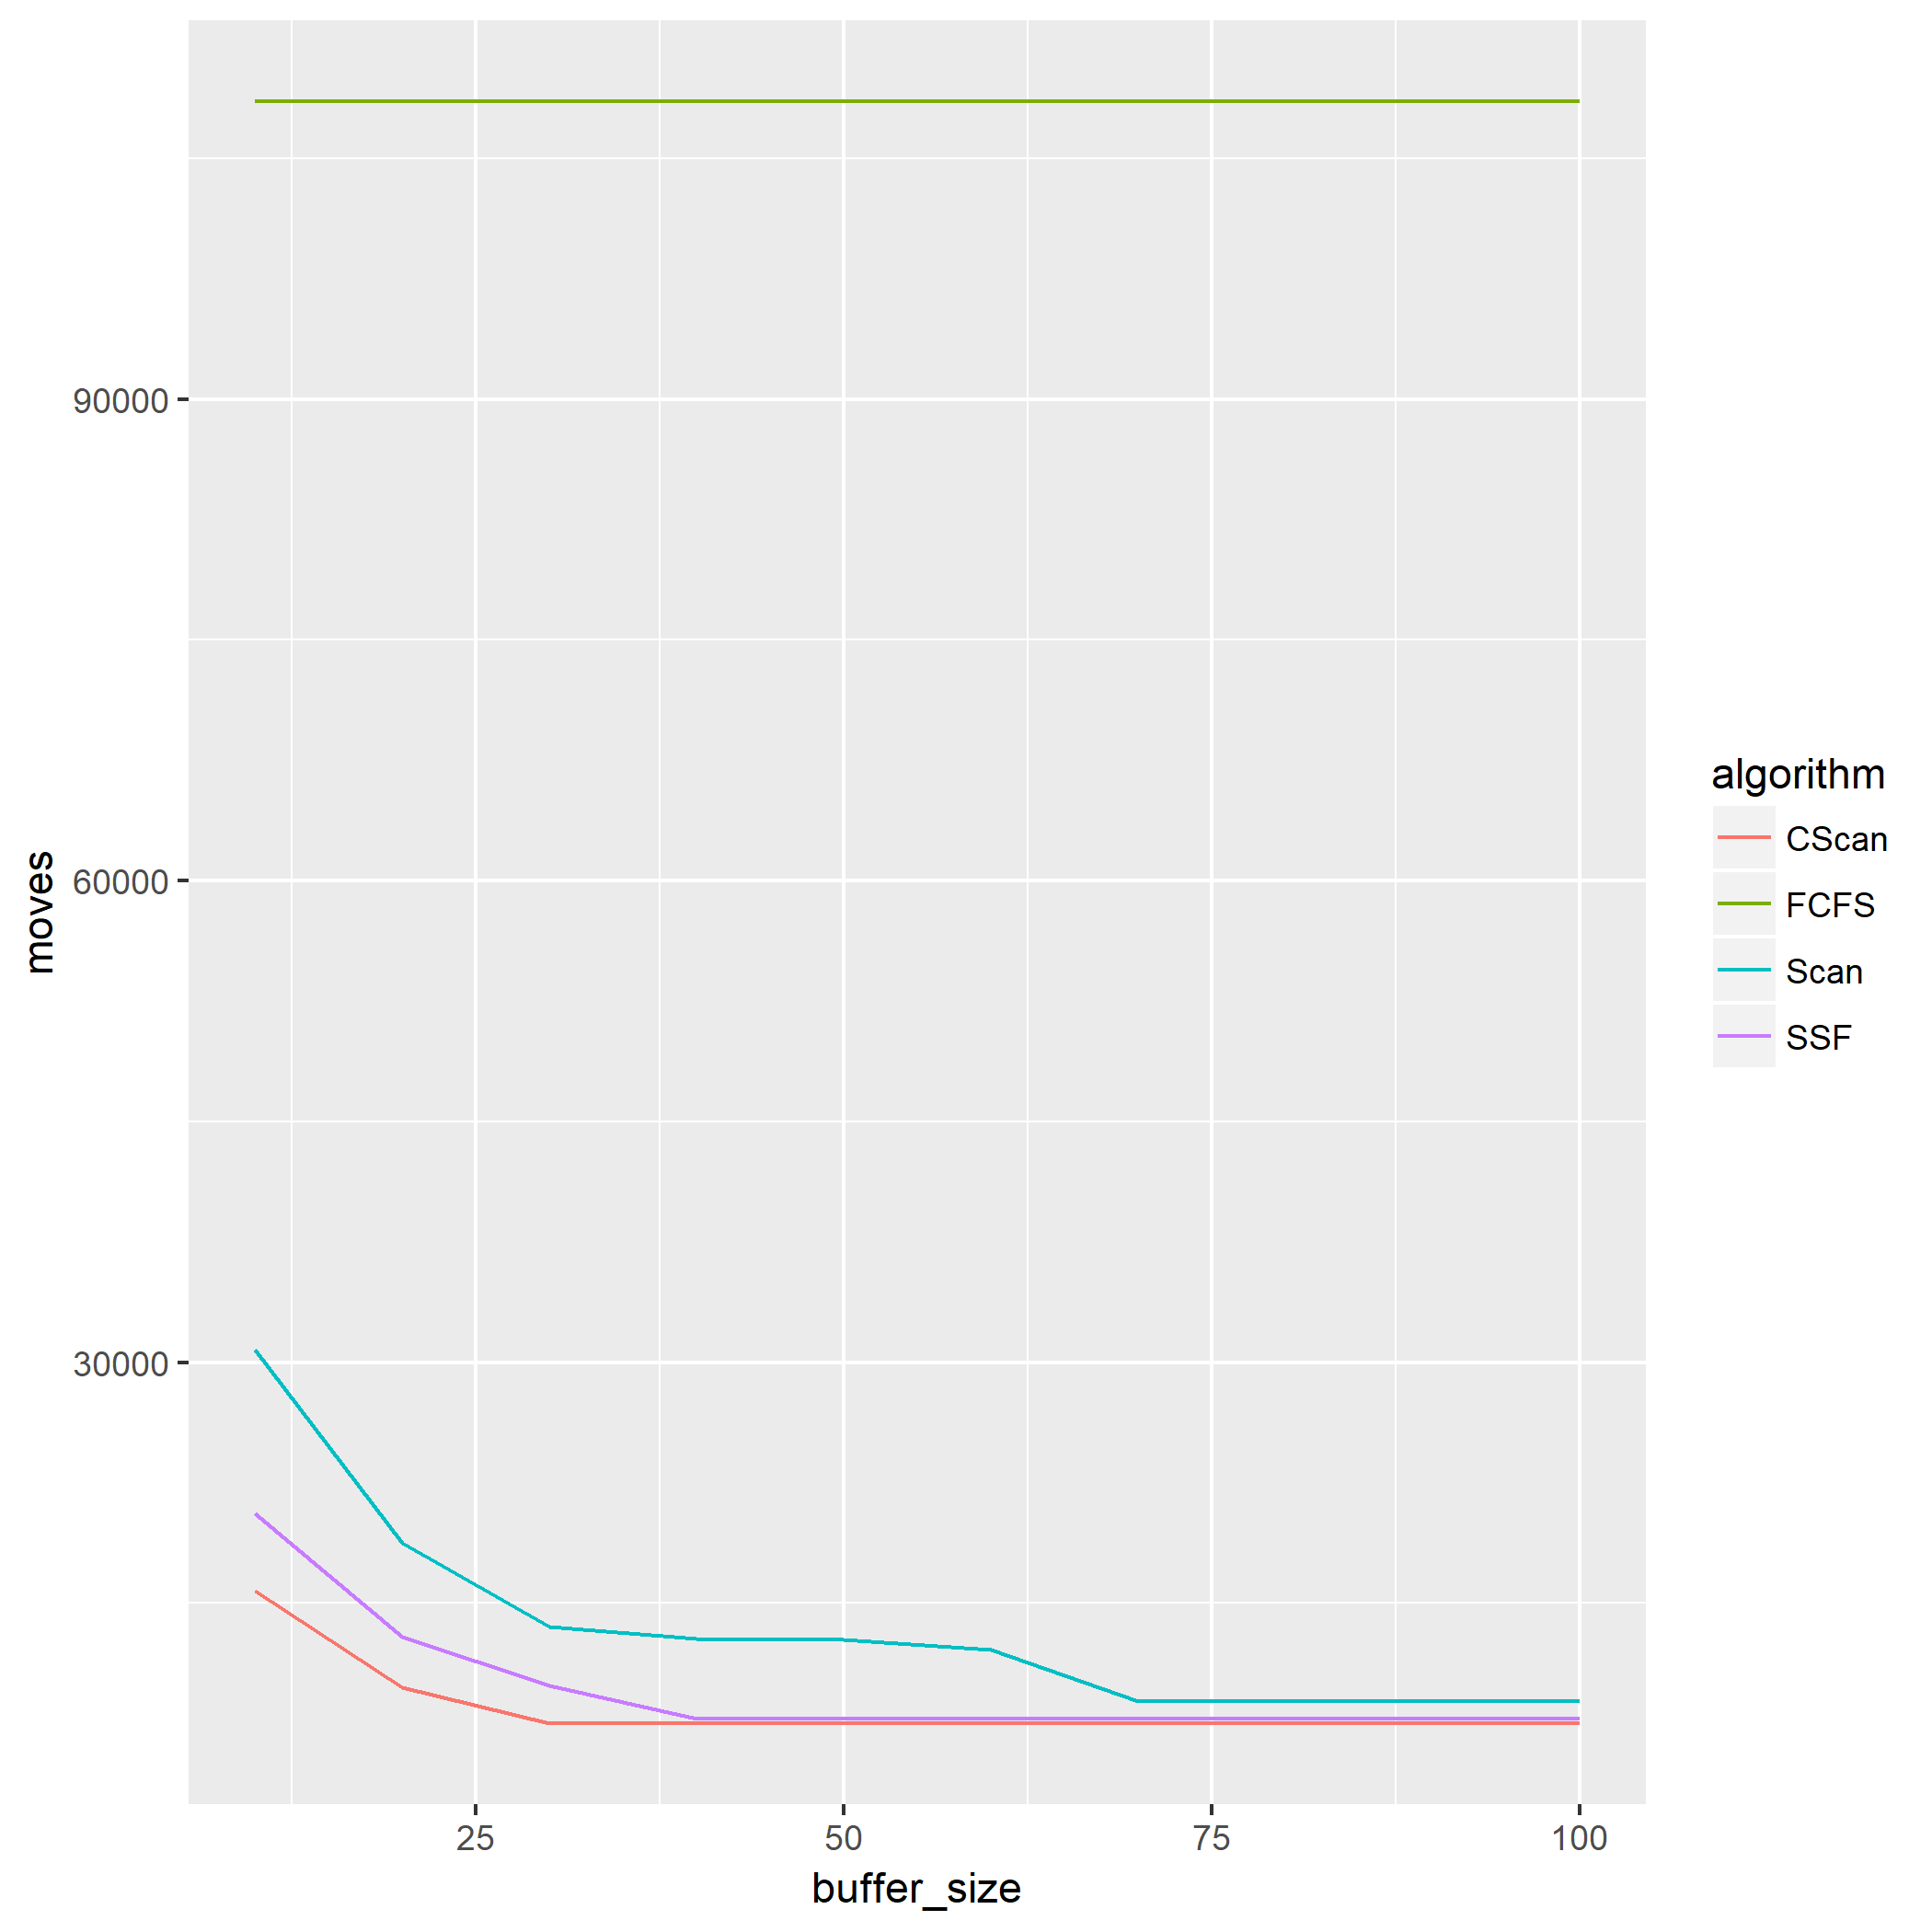 90000
60000
30000
moves
25 50 75 100
buffer_size
algorithm
CScan
FCFS
Scan
SSF